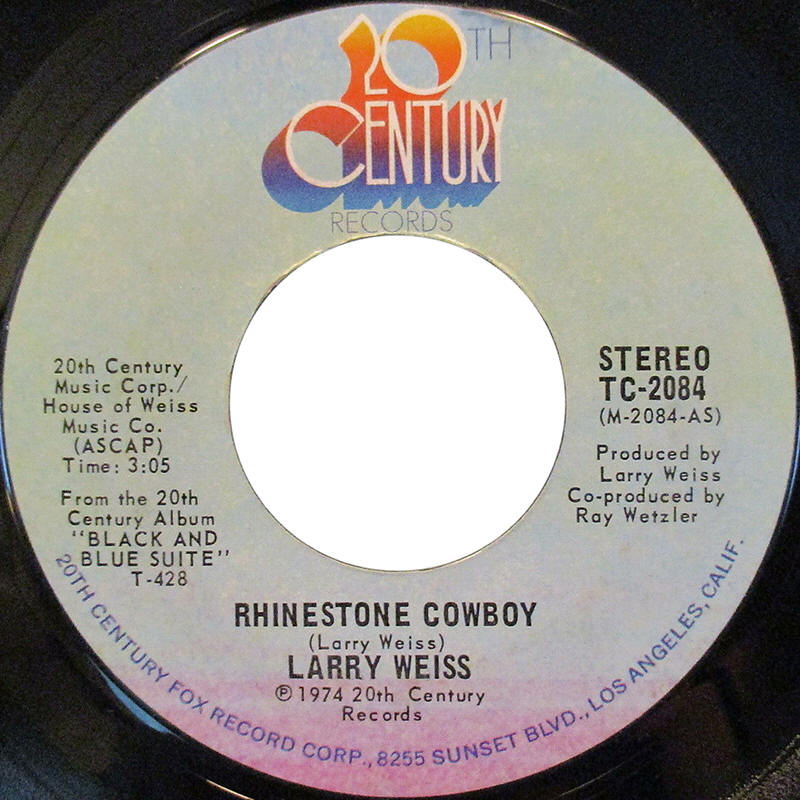 20TH
CENTURY
RECORDS
20th Century
Music Corp./
House of Weiss
Music Co.
(ASCAP)
Time: 3:05
From the 20th
Century Album
"BLACK AND
BLUE SUITE"
T-428
STEREO
TC-2084
(M-2084-AS)
Produced by
Larry Weiss
Co-produced by
Ray Wetzler
RHINESTONE COWBOY
(Larry Weiss)
LARRY WEISS
℗ 1974 20th Century
Records
20TH CENTURY FOX RECORD CORP., 8255 SUNSET BLVD., LOS ANGELES, CALIF.